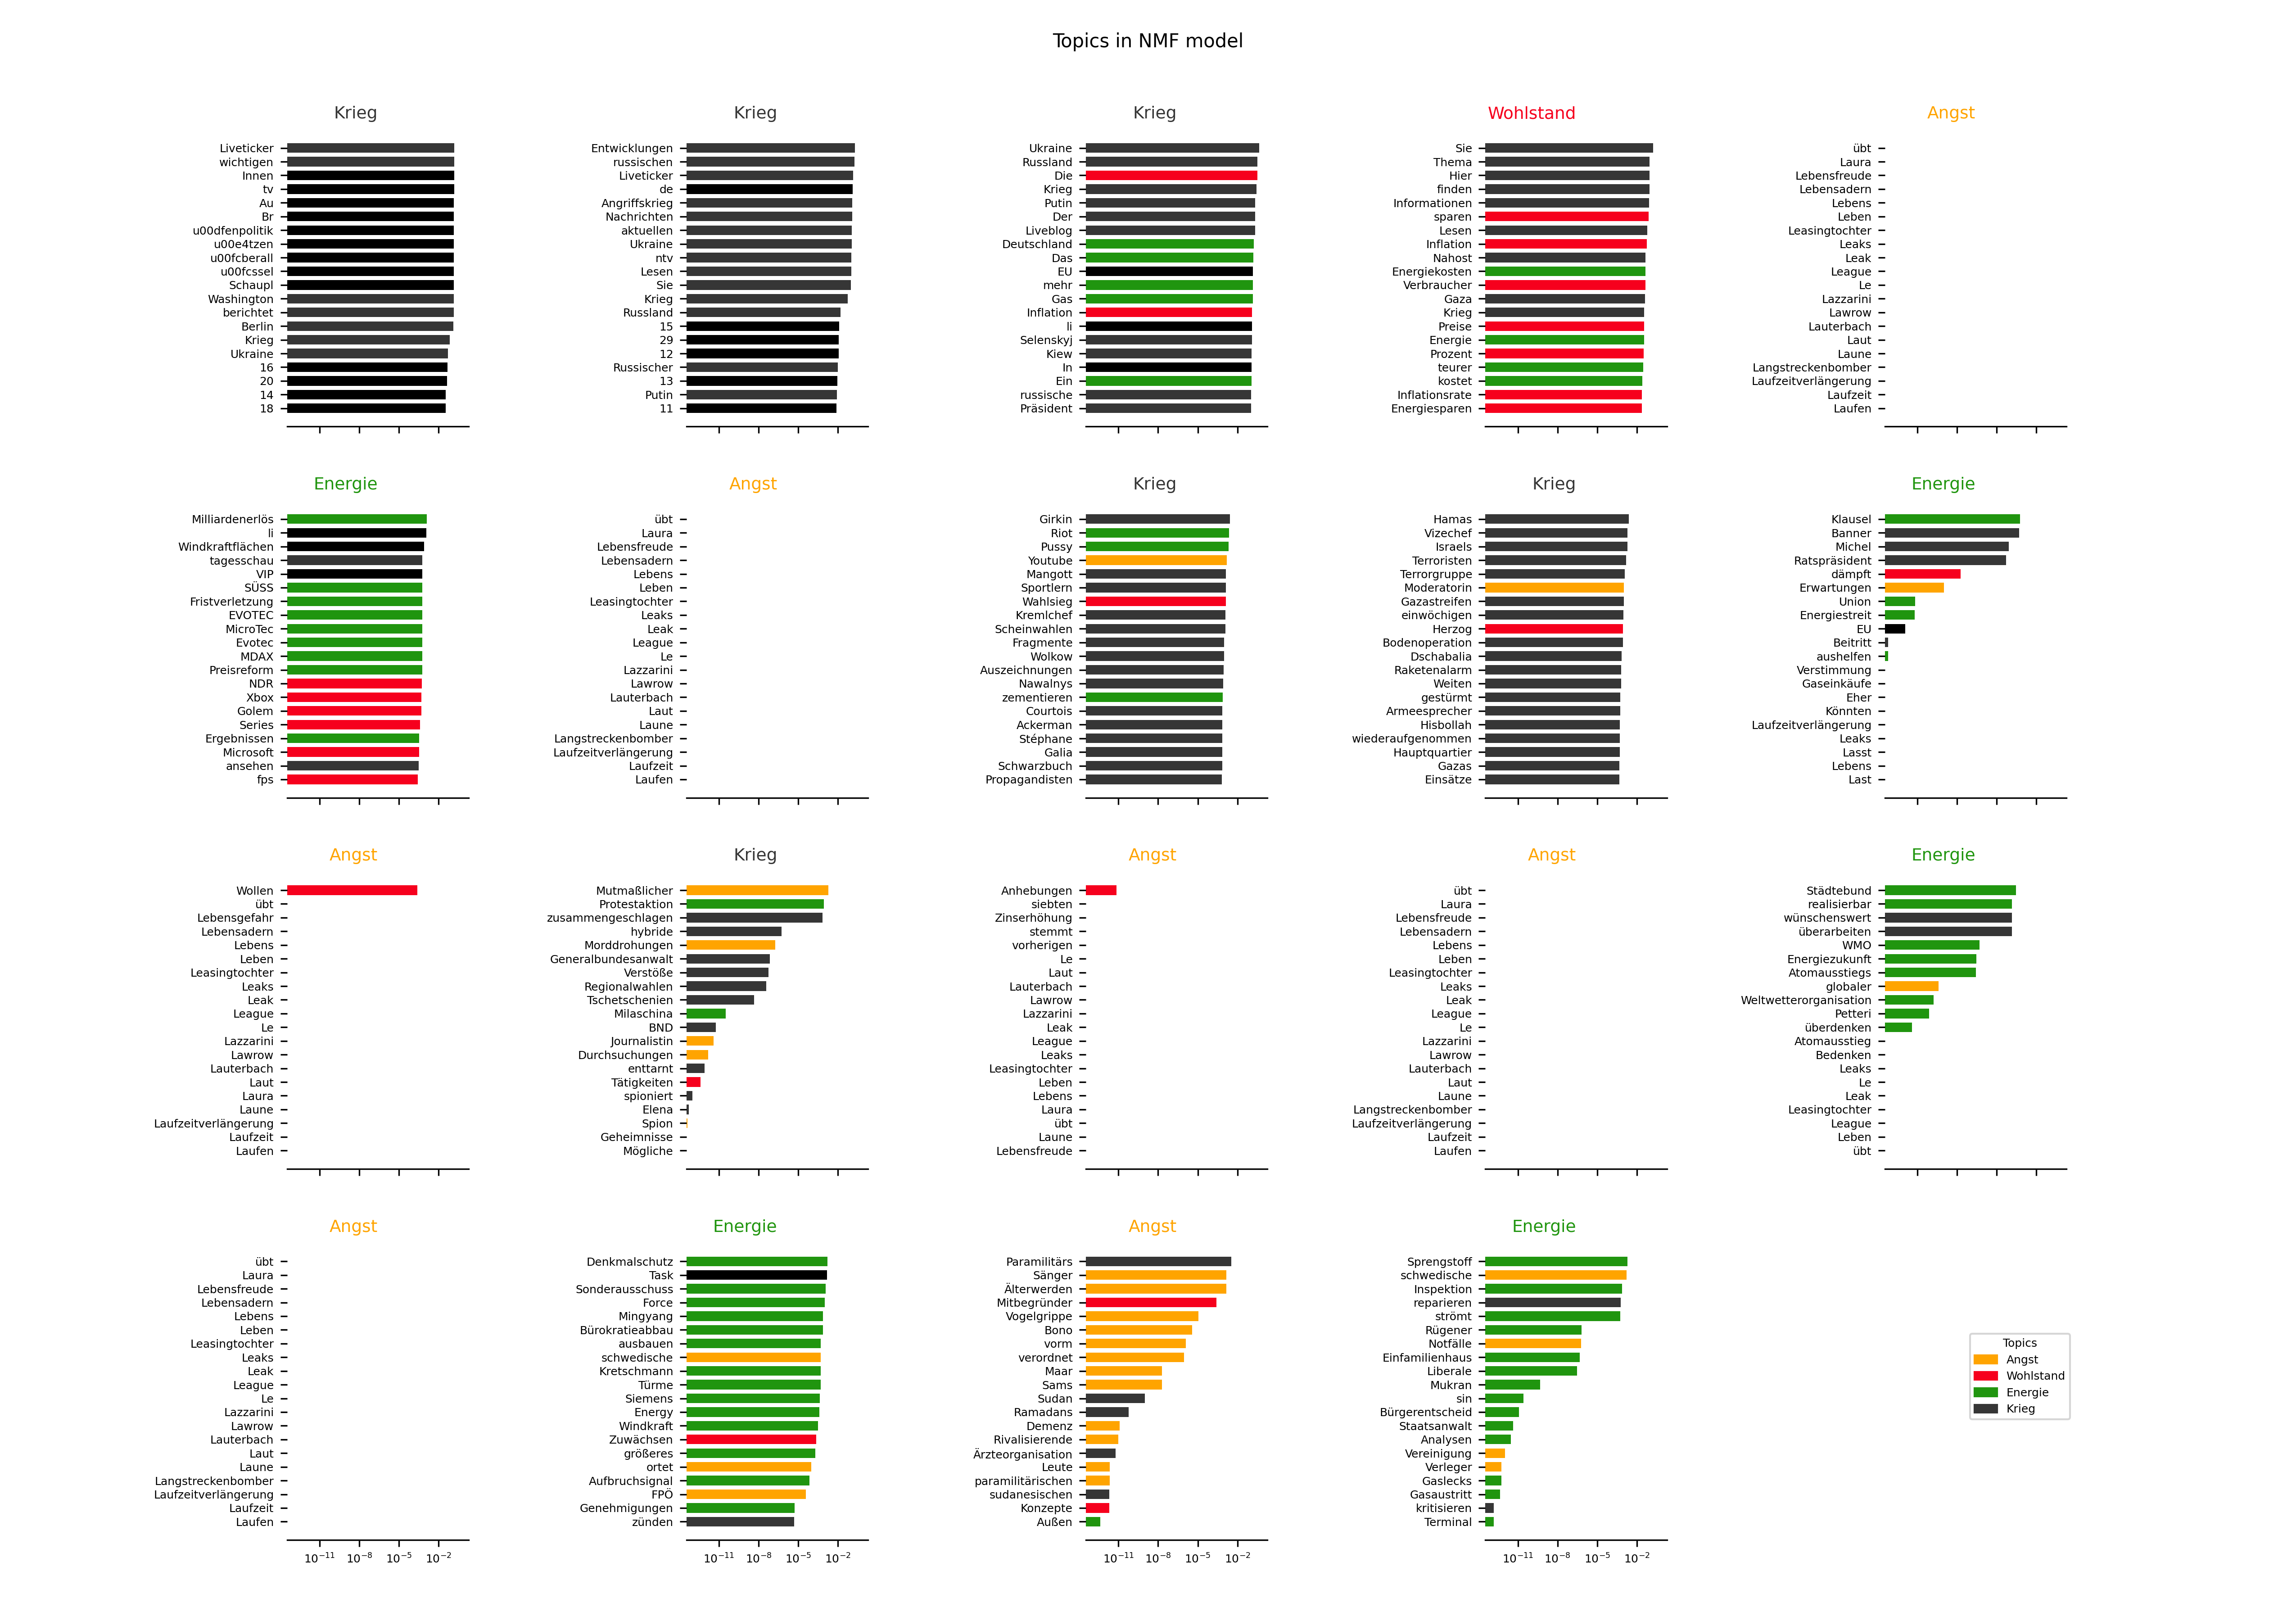 Topics in NMF model
Krieg
Liveticker
wichtigen
Innen
tv
Au
Br
u00dfenpolitik
u00e4tzen
u00fcberall
u00fcssel
Schaupl
Washington
berichtet
Berlin
Krieg
Ukraine
16
20
14
18
Krieg
Entwicklungen
russischen
Liveticker
de
Angriffskrieg
Nachrichten
aktuellen
Ukraine
ntv
Lesen
Sie
Krieg
Russland
15
29
12
Russischer
13
Putin
11
Krieg
Ukraine
Russland
Die
Krieg
Putin
Der
Liveblog
Deutschland
Das
EU
mehr
Gas
Inflation
li
Selenskyj
Kiew
In
Ein
russische
Präsident
Wohlstand
Sie
Thema
Hier
finden
Informationen
sparen
Lesen
Inflation
Nahost
Energiekosten
Verbraucher
Gaza
Krieg
Preise
Energie
Prozent
teurer
kostet
Inflationsrate
Energiesparen
Angst
übt
Laura
Lebensfreude
Lebensadern
Lebens
Leben
Leasingtochter
Leaks
Leak
League
Le
Lazzarini
Lawrow
Lauterbach
Laut
Laune
Langstreckenbomber
Laufzeitverlängerung
Laufzeit
Laufen
Energie
Milliardenerlös
li
Windkraftflächen
tagesschau
VIP
SÜSS
Fristverletzung
EVOTEC
MicroTec
Evotec
MDAX
Preisreform
NDR
Xbox
Golem
Series
Ergebnissen
Microsoft
ansehen
fps
Angst
übt
Laura
Lebensfreude
Lebensadern
Lebens
Leben
Leasingtochter
Leaks
Leak
League
Le
Lazzarini
Lawrow
Lauterbach
Laut
Laune
Langstreckenbomber
Laufzeitverlängerung
Laufzeit
Laufen
Krieg
Girkin
Riot
Pussy
Youtube
Mangott
Sportlern
Wahlsieg
Kremlchef
Scheinwahlen
Fragmente
Wolkow
Auszeichnungen
Nawalnys
zementieren
Courtois
Ackerman
Stéphane
Galia
Schwarzbuch
Propagandisten
Krieg
Hamas
Vizechef
Israels
Terroristen
Terrorgruppe
Moderatorin
Gazastreifen
einwöchigen
Herzog
Bodenoperation
Dschabalia
Raketenalarm
Weiten
gestürmt
Armeesprecher
Hisbollah
wiederaufgenommen
Hauptquartier
Gazas
Einsätze
Energie
Klausel
Banner
Michel
Ratspräsident
dämpft
Erwartungen
Union
Energiestreit
EU
Beitritt
aushelfen
Verstimmung
Gaseinkäufe
Eher
Könnten
Laufzeitverlängerung
Leaks
Lasst
Lebens
Last
Angst
Wollen
übt
Lebensgefahr
Lebensadern
Lebens
Leben
Leasingtochter
Leaks
Leak
League
Le
Lazzarini
Lawrow
Lauterbach
Laut
Laura
Laune
Laufzeitverlängerung
Laufzeit
Laufen
Krieg
Mutmaßlicher
Protestaktion
zusammengeschlagen
hybride
Morddrohungen
Generalbundesanwalt
Verstöße
Regionalwahlen
Tschetschenien
Milaschina
BND
Journalistin
Durchsuchungen
enttarnt
Tätigkeiten
spioniert
Elena
Spion
Geheimnisse
Mögliche
Angst
Anhebungen
siebten
Zinserhöhung
stemmt
vorherigen
Le
Laut
Lauterbach
Lawrow
Lazzarini
Leak
League
Leaks
Leasingtochter
Leben
Lebens
Laura
übt
Laune
Lebensfreude
Angst
übt
Laura
Lebensfreude
Lebensadern
Lebens
Leben
Leasingtochter
Leaks
Leak
League
Le
Lazzarini
Lawrow
Lauterbach
Laut
Laune
Langstreckenbomber
Laufzeitverlängerung
Laufzeit
Laufen
Energie
Städtebund
realisierbar
wünschenswert
überarbeiten
WMO
Energiezukunft
Atomausstiegs
globaler
Weltwetterorganisation
Petteri
überdenken
Atomausstieg
Bedenken
Leaks
Le
Leak
Leasingtochter
League
Leben
übt
Angst
übt
Laura
Lebensfreude
Lebensadern
Lebens
Leben
Leasingtochter
Leaks
Leak
League
Le
Lazzarini
Lawrow
Lauterbach
Laut
Laune
Langstreckenbomber
Laufzeitverlängerung
Laufzeit
Laufen
10⁻¹¹ 10⁻⁸ 10⁻⁵ 10⁻²
Energie
Denkmalschutz
Task
Sonderausschuss
Force
Mingyang
Bürokratieabbau
ausbauen
schwedische
Kretschmann
Türme
Siemens
Energy
Windkraft
Zuwächsen
größeres
ortet
Aufbruchsignal
FPÖ
Genehmigungen
zünden
10⁻¹¹ 10⁻⁸ 10⁻⁵ 10⁻²
Angst
Paramilitärs
Sänger
Älterwerden
Mitbegründer
Vogelgrippe
Bono
vorm
verordnet
Maar
Sams
Sudan
Ramadans
Demenz
Rivalisierende
Ärzteorganisation
Leute
paramilitärischen
sudanesischen
Konzepte
Außen
10⁻¹¹ 10⁻⁸ 10⁻⁵ 10⁻²
Energie
Sprengstoff
schwedische
Inspektion
reparieren
strömt
Rügener
Notfälle
Einfamilienhaus
Liberale
Mukran
sin
Bürgerentscheid
Staatsanwalt
Analysen
Vereinigung
Verleger
Gaslecks
Gasaustritt
kritisieren
Terminal
10⁻¹¹ 10⁻⁸ 10⁻⁵ 10⁻²
Topics
Angst
Wohlstand
Energie
Krieg